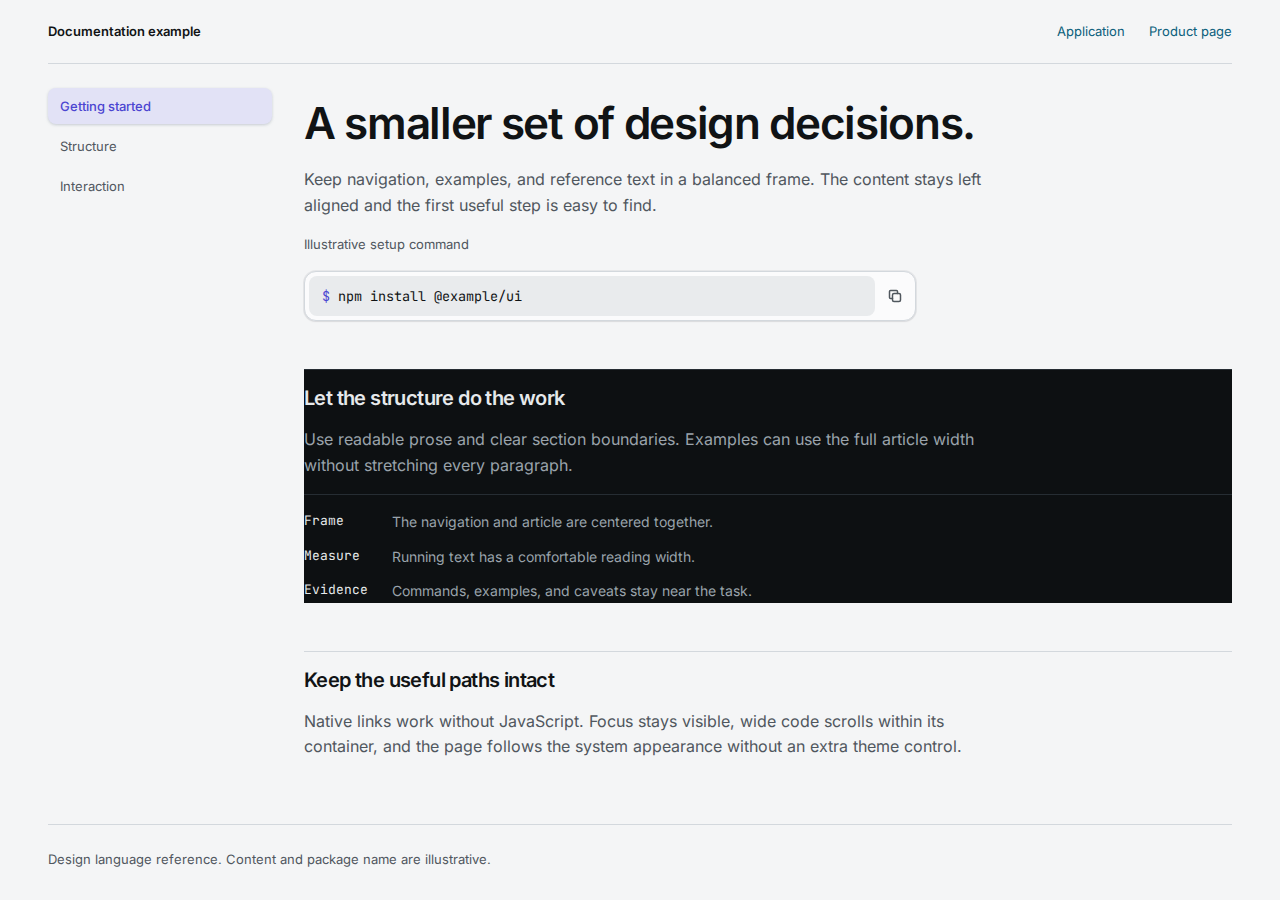 Documentation example
Application
Product page
Getting started
Structure
Interaction
A smaller set of design decisions.
Keep navigation, examples, and reference text in a balanced frame. The content stays left
aligned and the first useful step is easy to find.
Illustrative setup command
$ npm install @example/ui
Let the structure do the work
Use readable prose and clear section boundaries. Examples can use the full article width
without stretching every paragraph.
Frame The navigation and article are centered together.
Measure Running text has a comfortable reading width.
Evidence Commands, examples, and caveats stay near the task.
Keep the useful paths intact
Native links work without JavaScript. Focus stays visible, wide code scrolls within its
container, and the page follows the system appearance without an extra theme control.
Design language reference. Content and package name are illustrative.